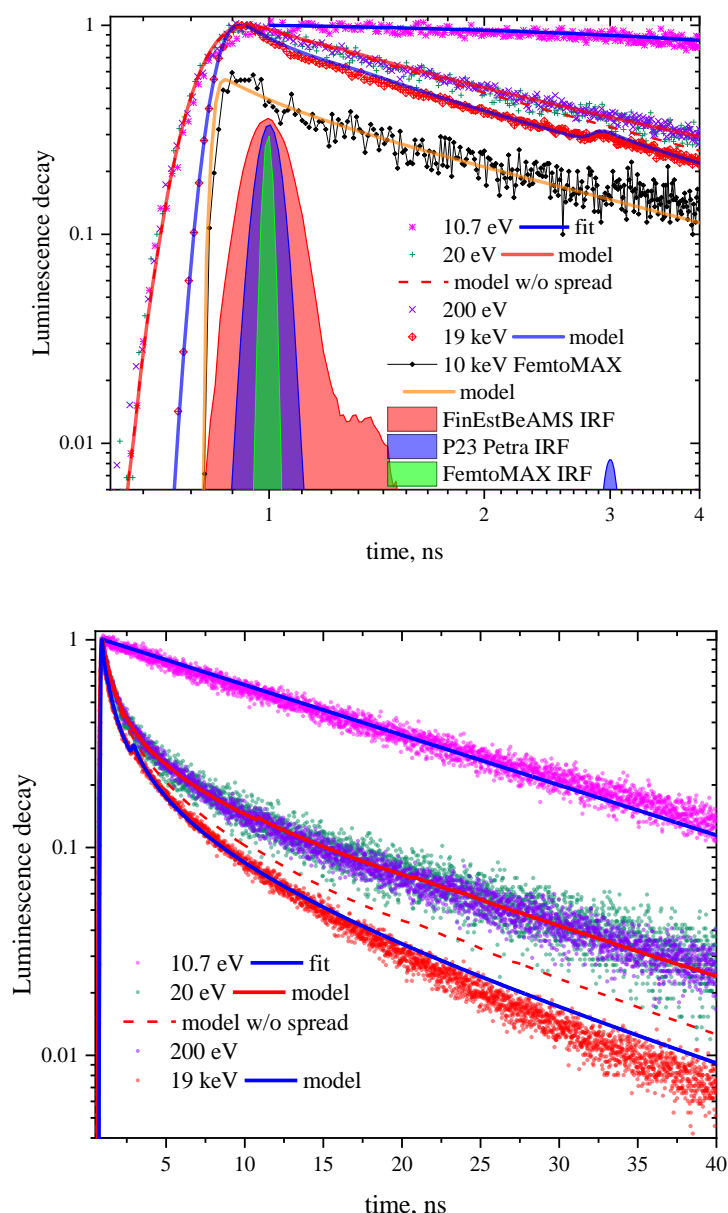 1
0.1
0.01
Luminescence decay
10.7 eV fit
20 eV model
model w/o spread
200 eV
19 keV model
10 keV FemtoMAX
model
FinEstBeAMS IRF
P23 Petra IRF
FemtoMAX IRF
1 2 3 4
time, ns
1
0.1
0.01
Luminescence decay
10.7 eV fit
20 eV model
model w/o spread
200 eV
19 keV model
5 10 15 20 25 30 35 40
time, ns